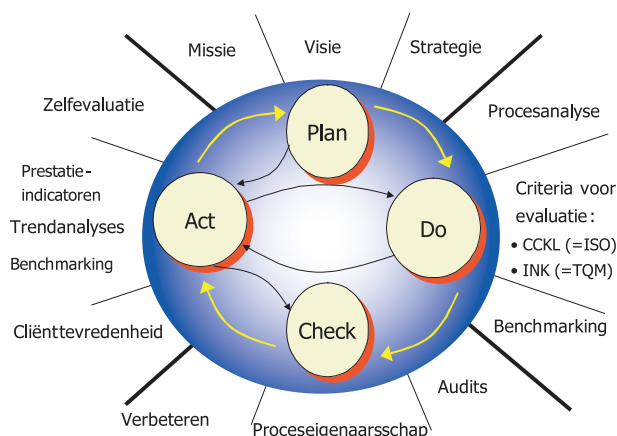 Missie
Visie
Strategie
Zelfevaluatie
Procesanalyse
Plan
Prestatie-
indicatoren
Trendanalyses
Benchmarking
Act
Do
Criteria voor
evaluatie:
• CCKL (=ISO)
• INK (=TQM)
Cliënttevredenheid
Check
Benchmarking
Verbeteren
Proceseigenaarsschap
Audits